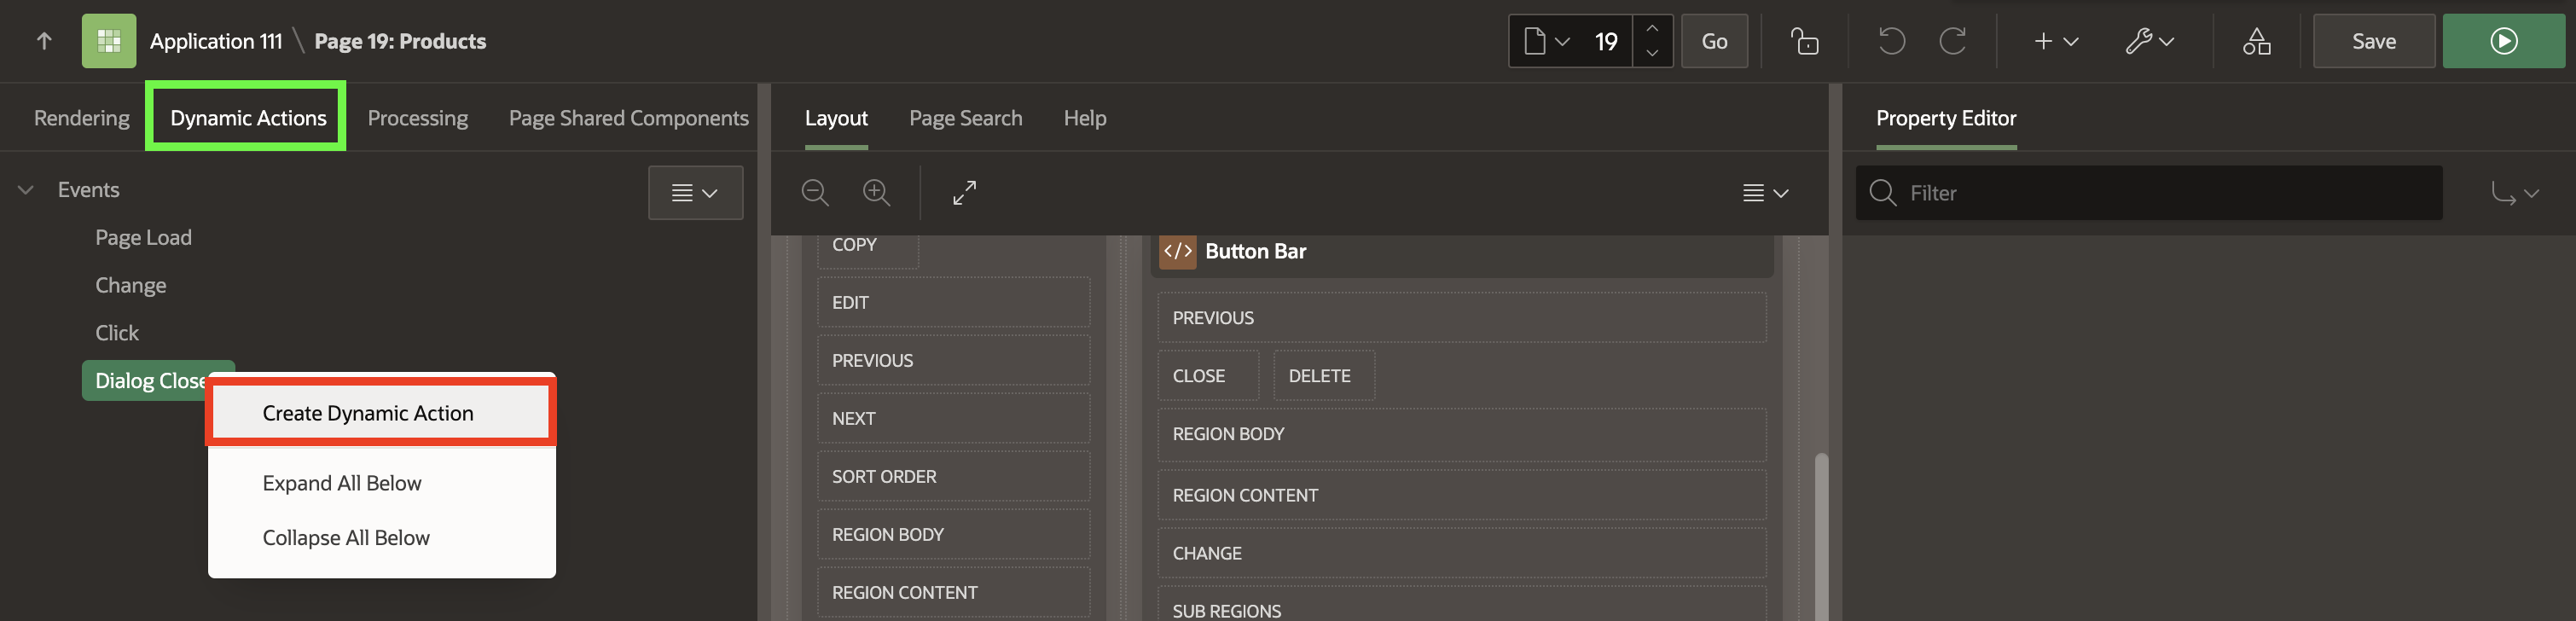 Application 111 \ Page 19: Products
19
Go
Save
Rendering
Dynamic Actions
Processing
Page Shared Components
Layout
Page Search
Help
Property Editor
Events
Page Load
Change
Click
Create Dynamic Action
Expand All Below
Collapse All Below
COPY
EDIT
PREVIOUS
NEXT
SORT ORDER
REGION BODY
REGION CONTENT
</> Button Bar
PREVIOUS
CLOSE
DELETE
REGION BODY
REGION CONTENT
CHANGE
SUB REGIONS
Filter
Dialog Close